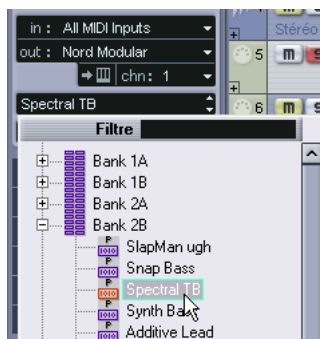 in : All MIDI Inputs
out : Nord Modular
chn : 1
Spectral TB
Stéréo
5 m S
6 m S
Filtre
Bank 1A
Bank 1B
Bank 2A
Bank 2B
P SlapMan ugh
P Snap Bass
P Spectral TB
P Synth Bass
P Additive Lead